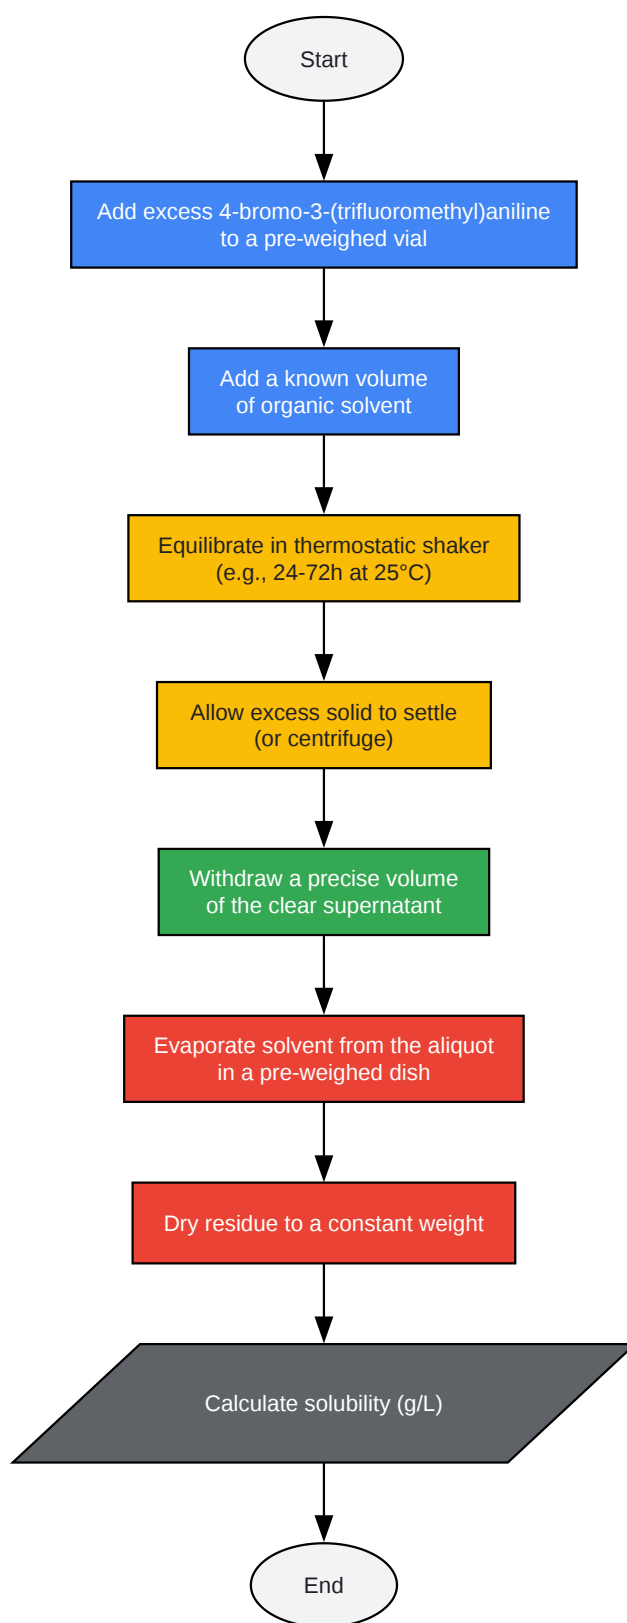 Start
Add excess 4-bromo-3-(trifluoromethyl)aniline
to a pre-weighed vial
Add a known volume
of organic solvent
Equilibrate in thermostatic shaker
(e.g., 24-72h at 25°C)
Allow excess solid to settle
(or centrifuge)
Withdraw a precise volume
of the clear supernatant
Evaporate solvent from the aliquot
in a pre-weighed dish
Dry residue to a constant weight
Calculate solubility (g/L)
End